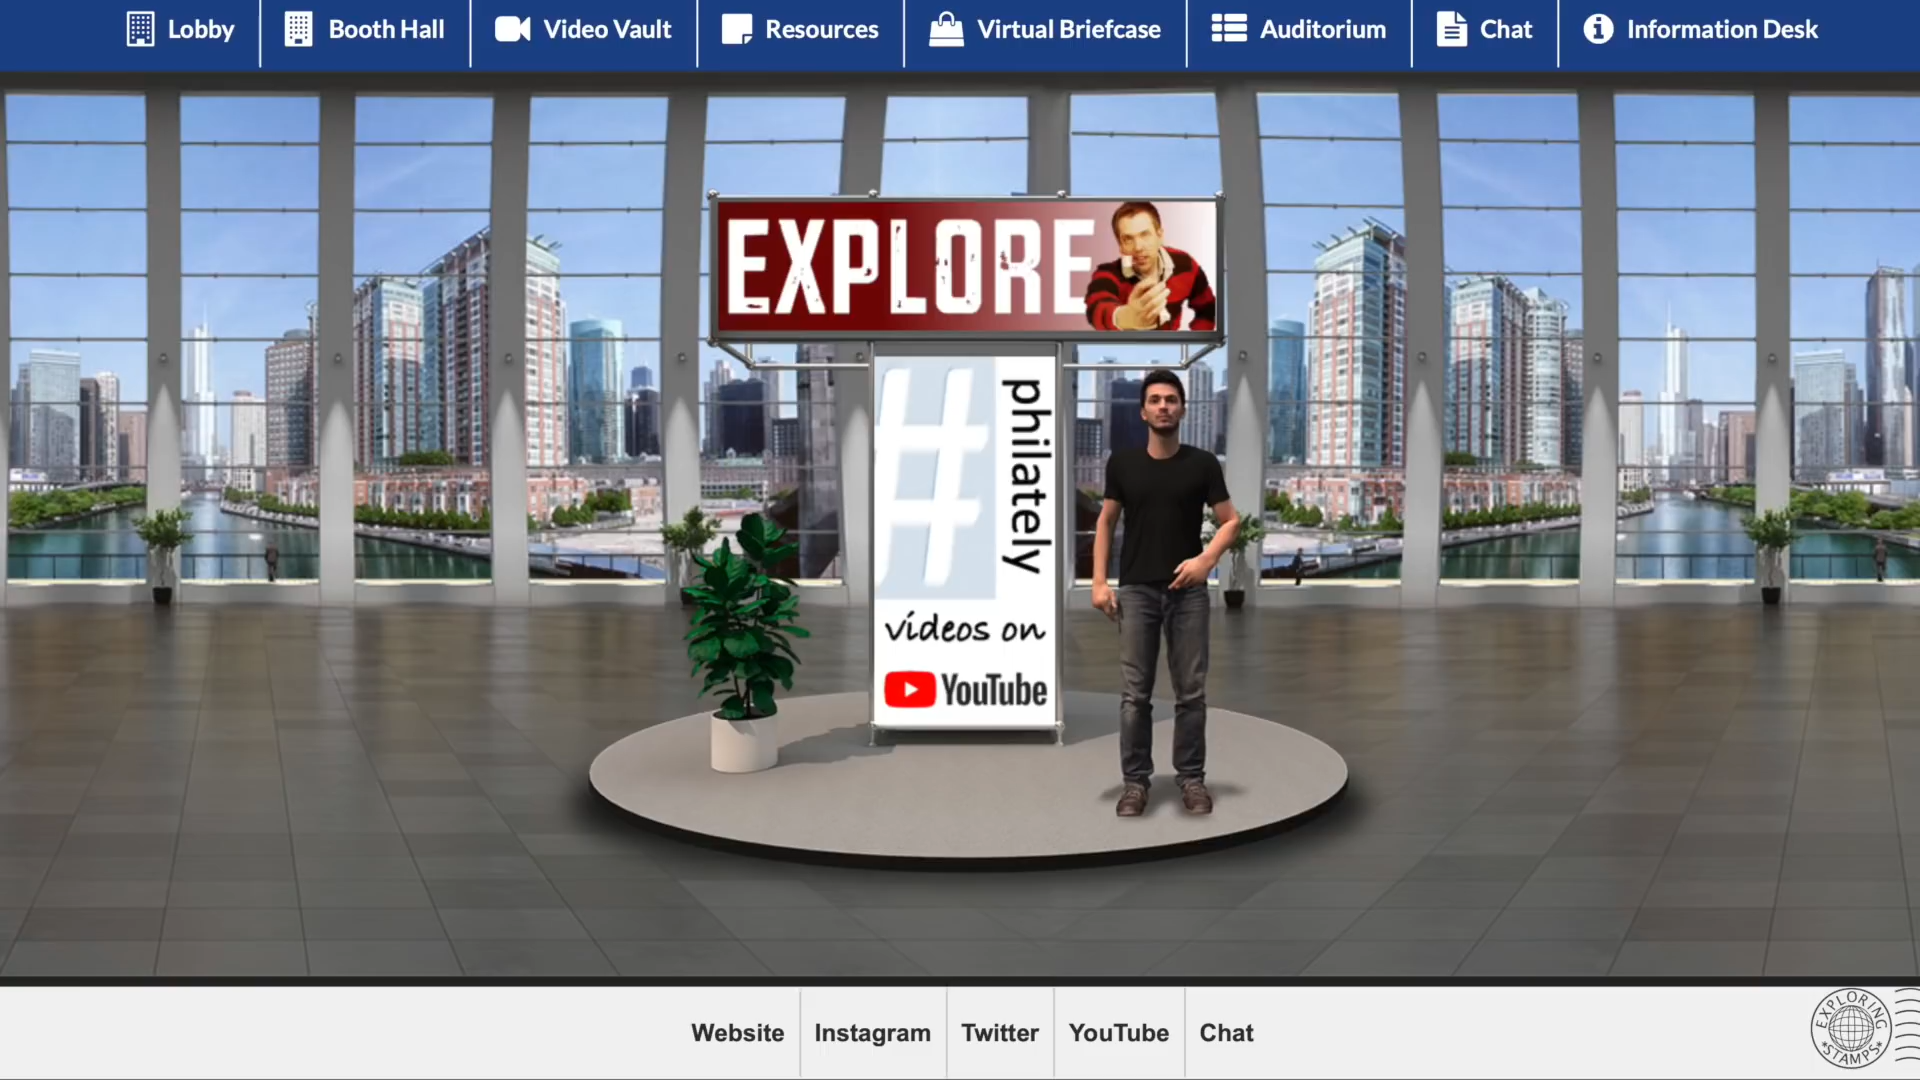 Lobby
Booth Hall
Video Vault
Resources
Virtual Briefcase
Auditorium
Chat
Information Desk
EXPLORE
#
philately
videos on
YouTube
Website
Instagram
Twitter
YouTube
Chat
EXPLORING
*STAMPS*